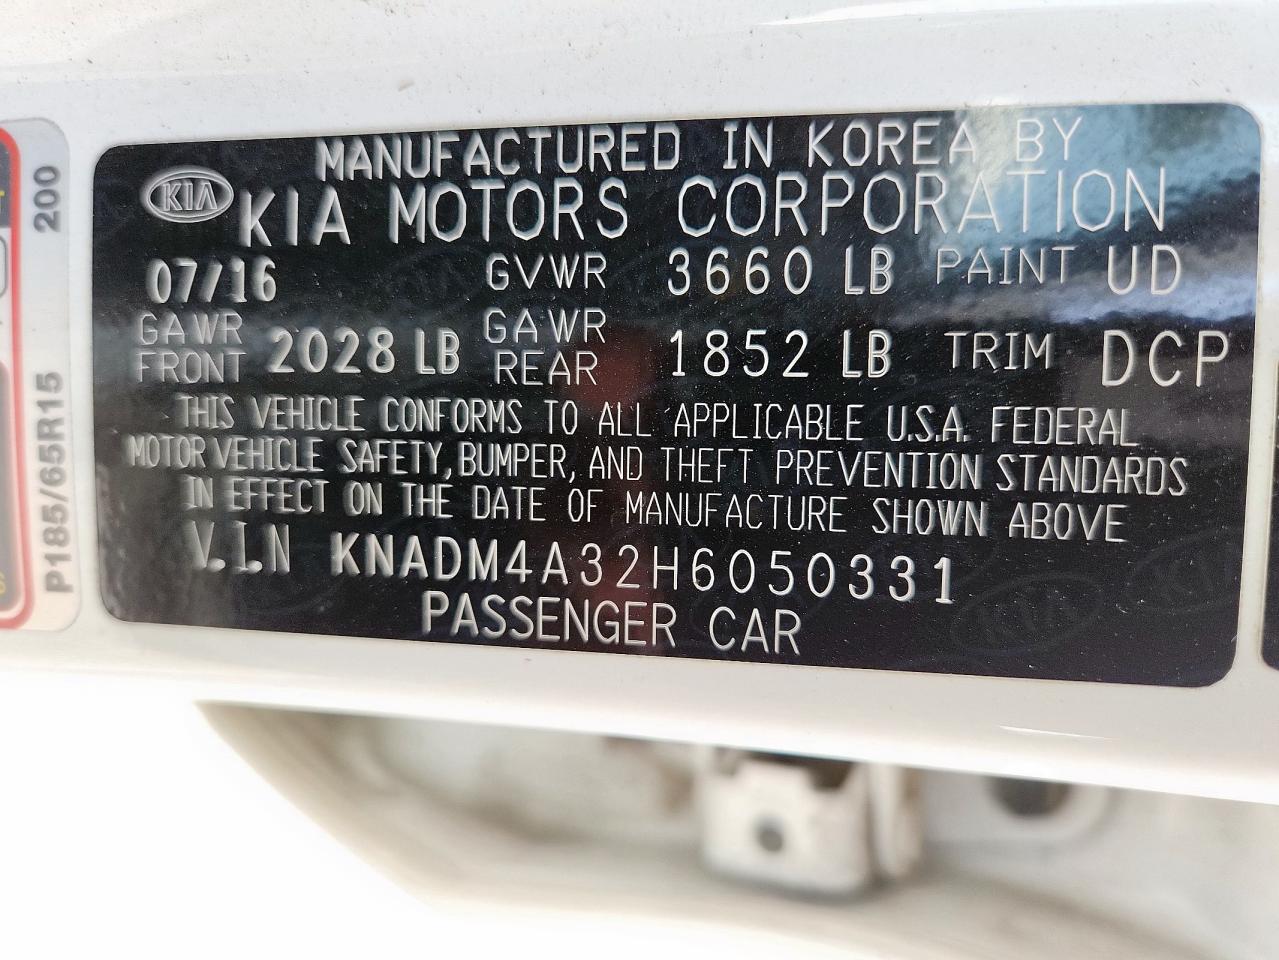 MANUFACTURED IN KOREA BY
KIA KIA MOTORS CORPORATION
07/16 GVWR 3660 LB PAINT UD
GAWR FRONT 2028 LB GAWR REAR 1852 LB TRIM DCP
THIS VEHICLE CONFORMS TO ALL APPLICABLE U.S.A. FEDERAL
MOTOR VEHICLE SAFETY, BUMPER, AND THEFT PREVENTION STANDARDS
IN EFFECT ON THE DATE OF MANUFACTURE SHOWN ABOVE
V.I.N KNADM4A32H6050331
PASSENGER CAR
P185/65R15 200